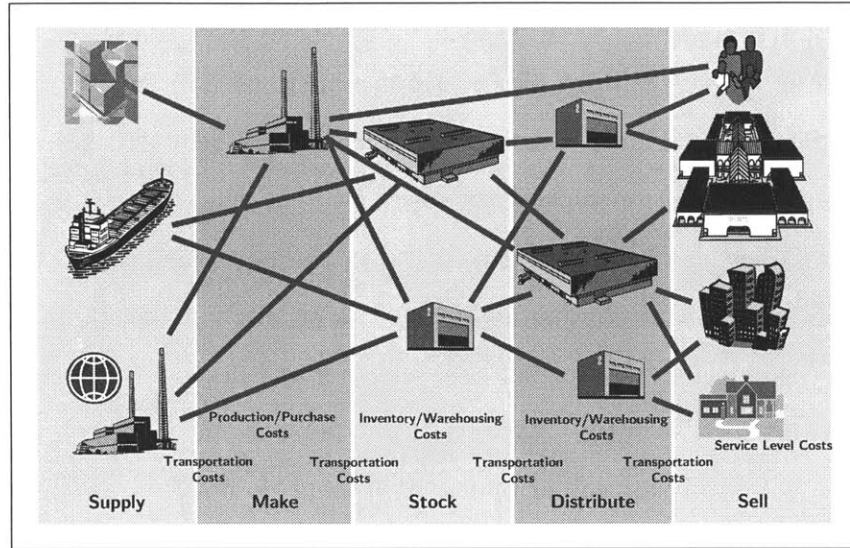 Production/Purchase
Costs
Inventory/Warehousing
Costs
Inventory/Warehousing
Costs
Service Level Costs
Transportation
Costs
Transportation
Costs
Transportation
Costs
Transportation
Costs
Supply
Make
Stock
Distribute
Sell